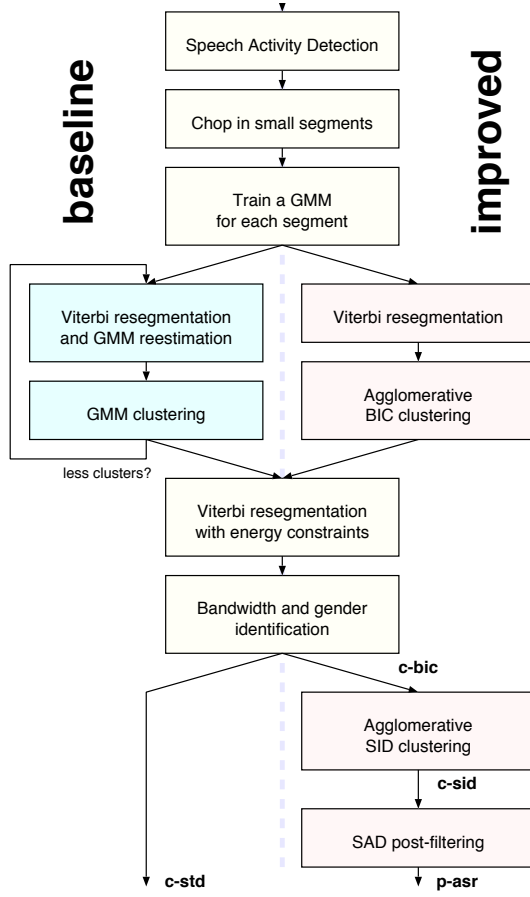 baseline
improved
Speech Activity Detection
Chop in small segments
Train a GMM
for each segment
Viterbi resegmentation
and GMM reestimation
Viterbi resegmentation
GMM clustering
Agglomerative
BIC clustering
less clusters?
Viterbi resegmentation
with energy constraints
Bandwidth and gender
identification
c-bic
Agglomerative
SID clustering
c-sid
SAD post-filtering
c-std
p-asr